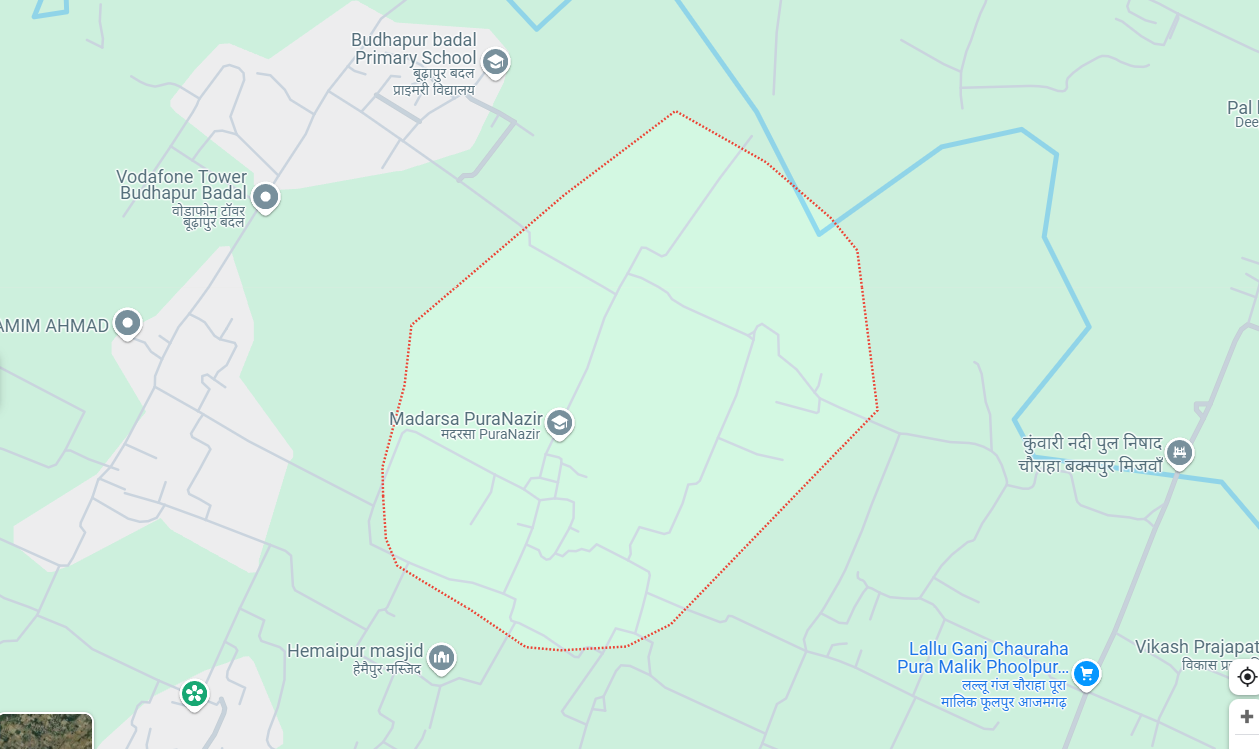 Budhapur badal
Primary School
बूढ़ापुर बदल
प्राइमरी विद्यालय
Pal
Dee
Vodafone Tower
Budhapur Badal
वोडाफोन टॉवर
बूढ़ापुर बदल
AMIM AHMAD
Madarsa PuraNazir
मदरसा PuraNazir
कुंवारी नदी पुल निषाद
चौराहा बक्सपुर मिजवाँ
Hemaipur masjid
हेमैपुर मस्जिद
Lallu Ganj Chauraha
Pura Malik Phoolpur...
लल्लू गंज चौराहा पूरा
मालिक फूलपुर आजमगढ़
Vikash Prajapat
विकास